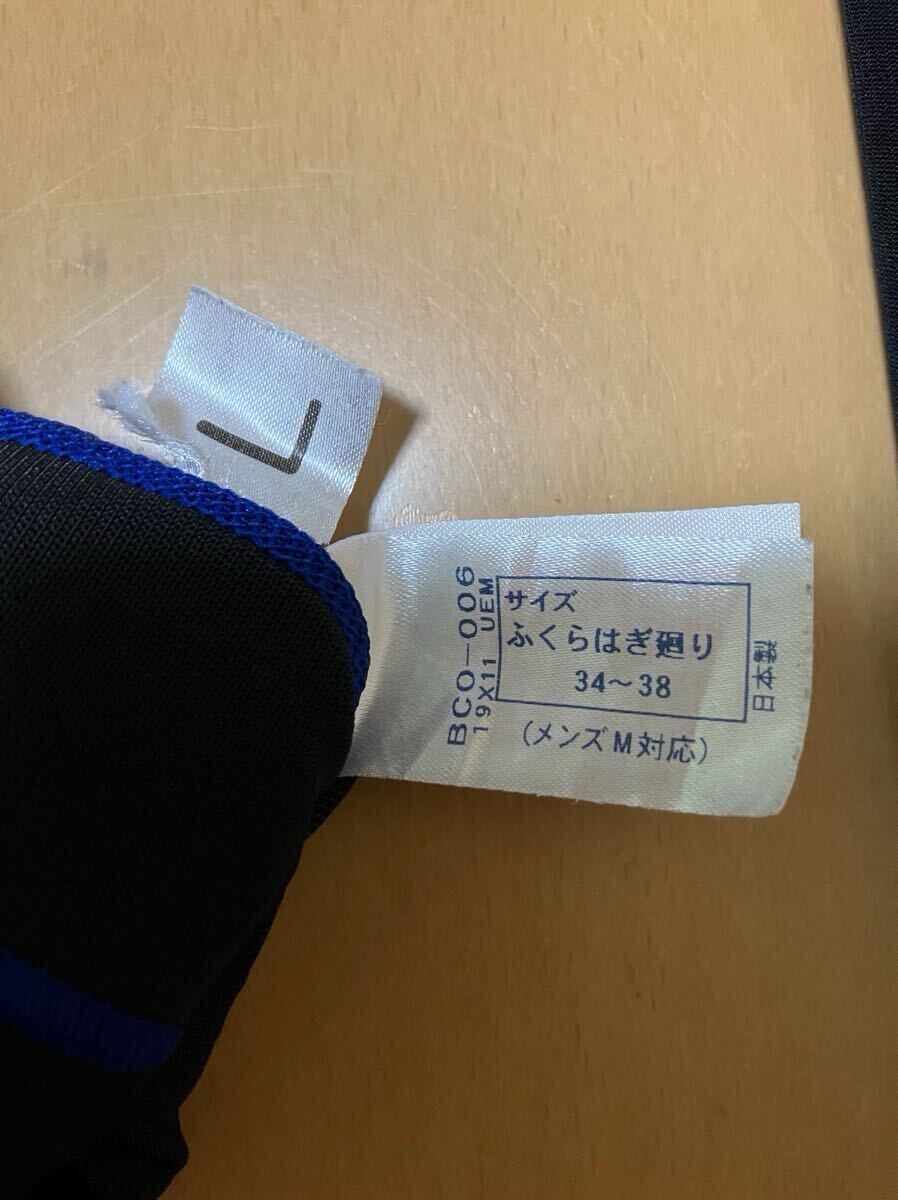 L
サイズ
ふくらはぎ廻り
34～38
(メンズM対応)
BCO-006
19X11 UEM
日本製